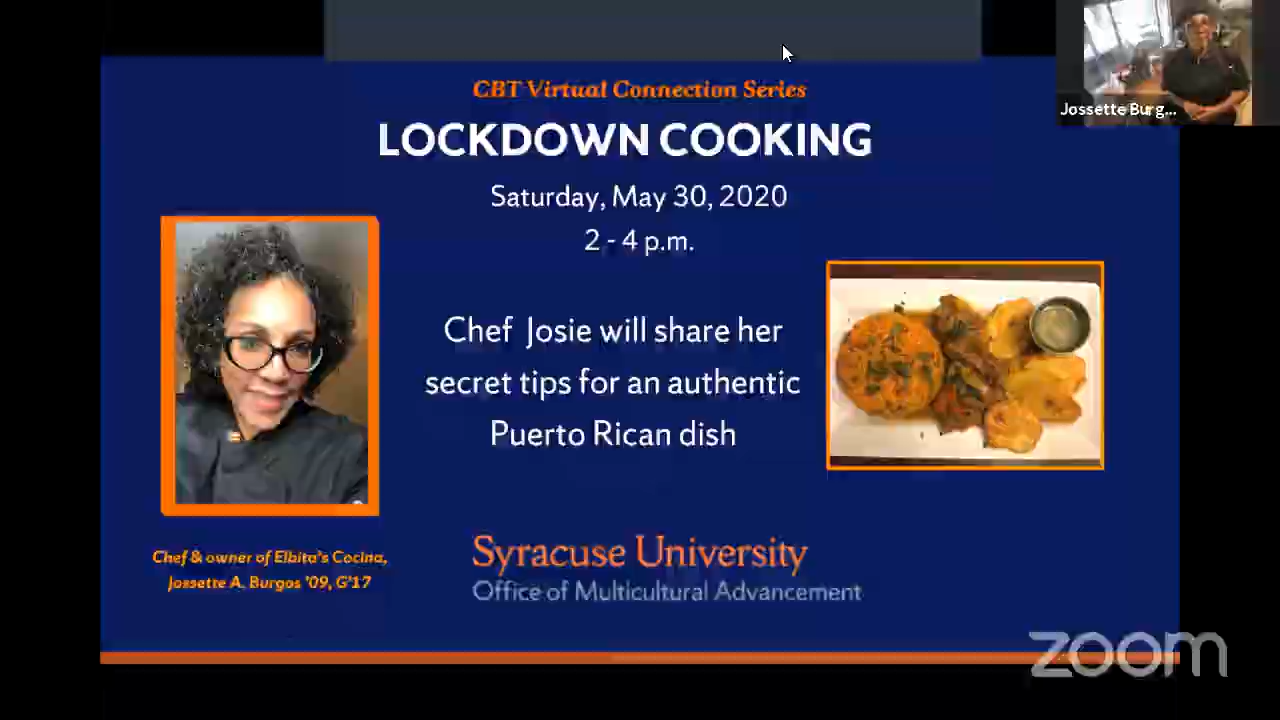 CBT Virtual Connection Series
LOCKDOWN COOKING
Saturday, May 30, 2020
2 - 4 p.m.
Chef Josie will share her
secret tips for an authentic
Puerto Rican dish
Chef & owner of Elbita's Cocina,
Jossette A. Burgos '09, G'17
Syracuse University
Office of Multicultural Advancement
Jossette Burg...
zoom